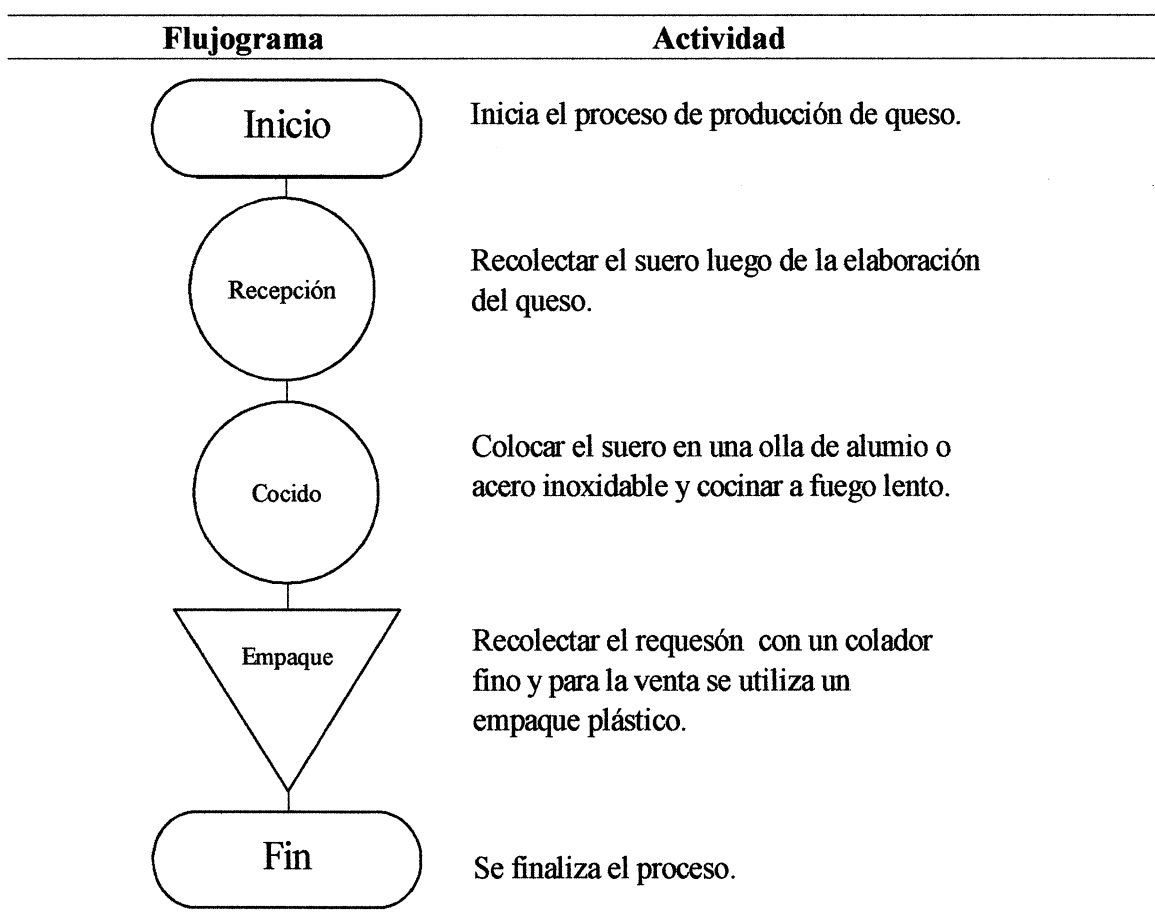 Flujograma Actividad
Inicio
Inicia el proceso de producción de queso.
Recepción
Recolectar el suero luego de la elaboración
del queso.
Cocido
Colocar el suero en una olla de alumio o
acero inoxidable y cocinar a fuego lento.
Empaque
Recolectar el requesón con un colador
fino y para la venta se utiliza un
empaque plástico.
Fin
Se finaliza el proceso.